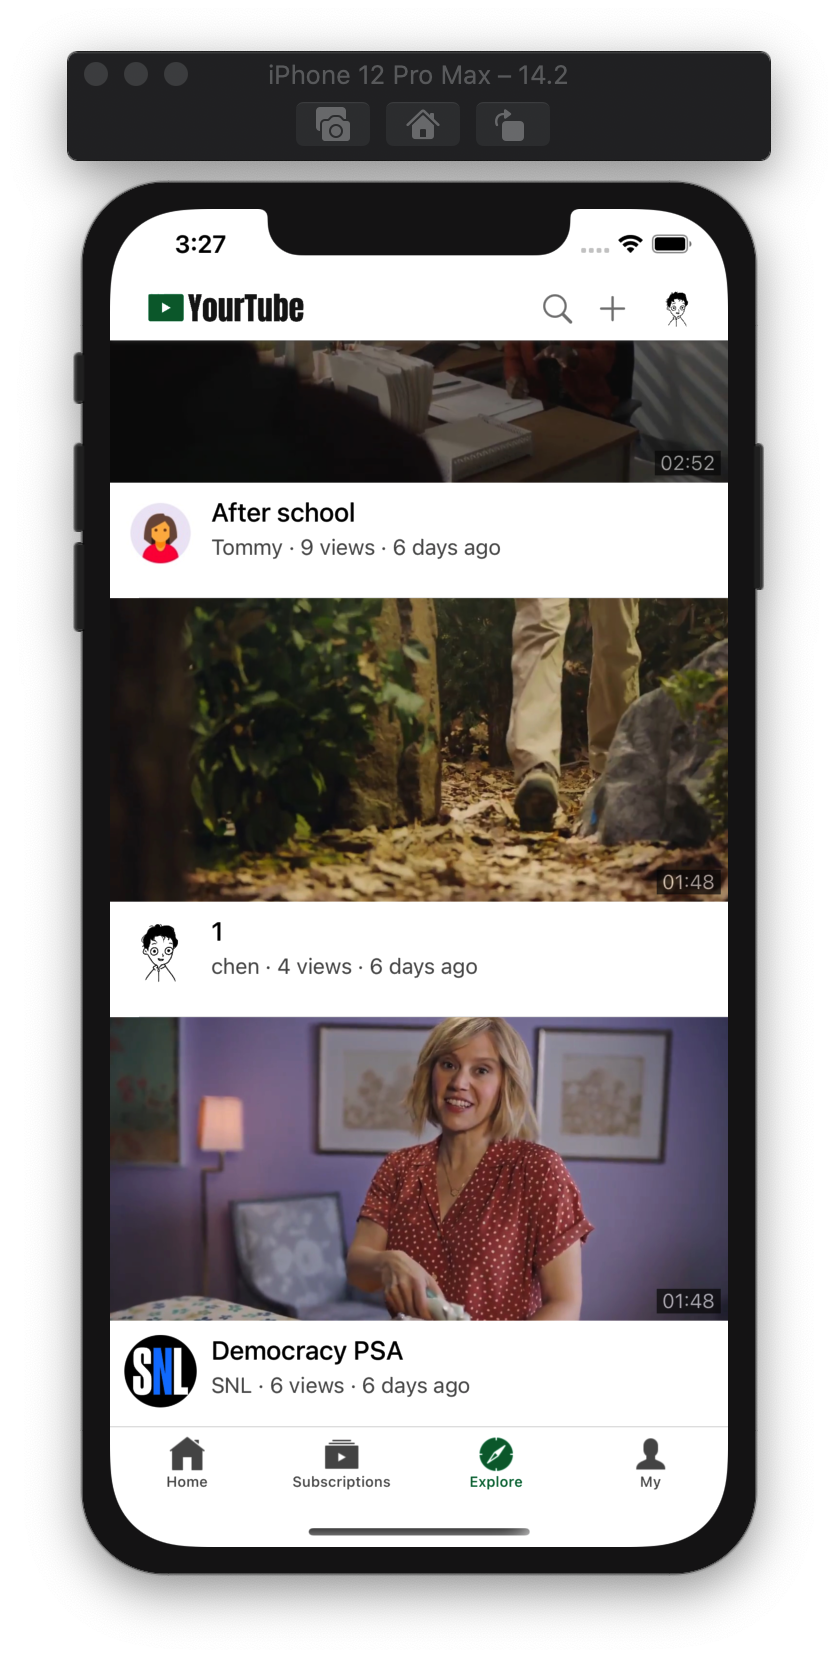 iPhone 12 Pro Max – 14.2
3:27
YourTube
02:52
After school
Tommy · 9 views · 6 days ago
01:48
1
chen · 4 views · 6 days ago
01:48
SNL
Democracy PSA
SNL · 6 views · 6 days ago
Home
Subscriptions
Explore
My